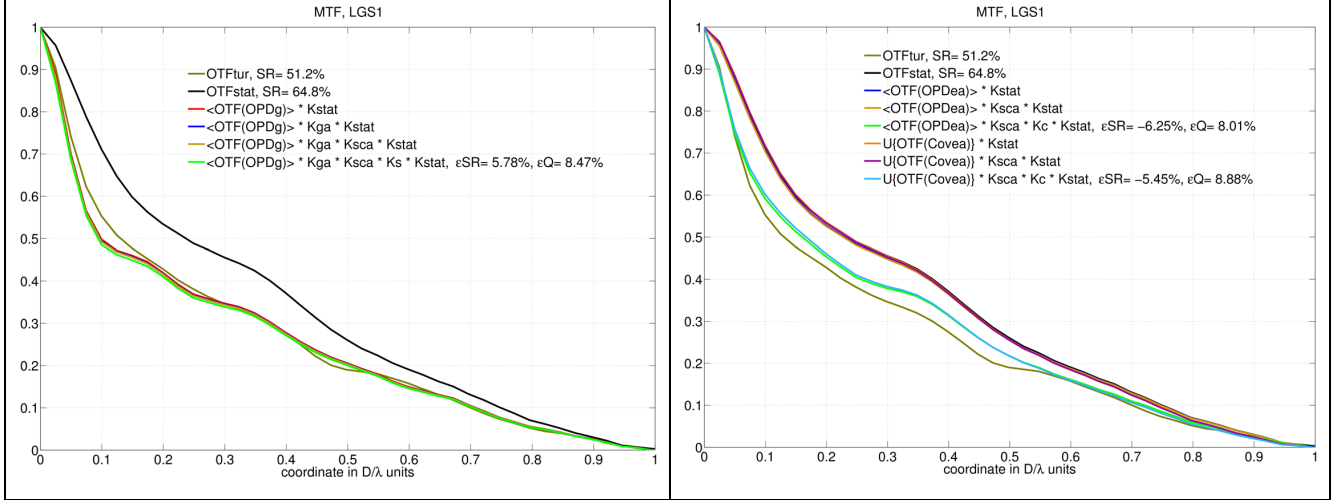 MTF, LGS1
1
0.9
0.8
0.7
0.6
0.5
0.4
0.3
0.2
0.1
0
OTFtur, SR= 51.2%
OTFstat, SR= 64.8%
<OTF(OPDg)> * Kstat
<OTF(OPDg)> * Kga * Kstat
<OTF(OPDg)> * Kga * Ksca * Kstat
<OTF(OPDg)> * Kga * Ksca * Ks * Kstat, εSR= 5.78%, εQ= 8.47%
0 0.1 0.2 0.3 0.4 0.5 0.6 0.7 0.8 0.9 1
coordinate in D/λ units
MTF, LGS1
1
0.9
0.8
0.7
0.6
0.5
0.4
0.3
0.2
0.1
0
OTFtur, SR= 51.2%
OTFstat, SR= 64.8%
<OTF(OPDea)> * Kstat
<OTF(OPDea)> * Ksca * Kstat
<OTF(OPDea)> * Ksca * Kc * Kstat, εSR= −6.25%, εQ= 8.01%
U{OTF(Covea)} * Kstat
U{OTF(Covea)} * Ksca * Kstat
U{OTF(Covea)} * Ksca * Kc * Kstat, εSR= −5.45%, εQ= 8.88%
0 0.1 0.2 0.3 0.4 0.5 0.6 0.7 0.8 0.9 1
coordinate in D/λ units